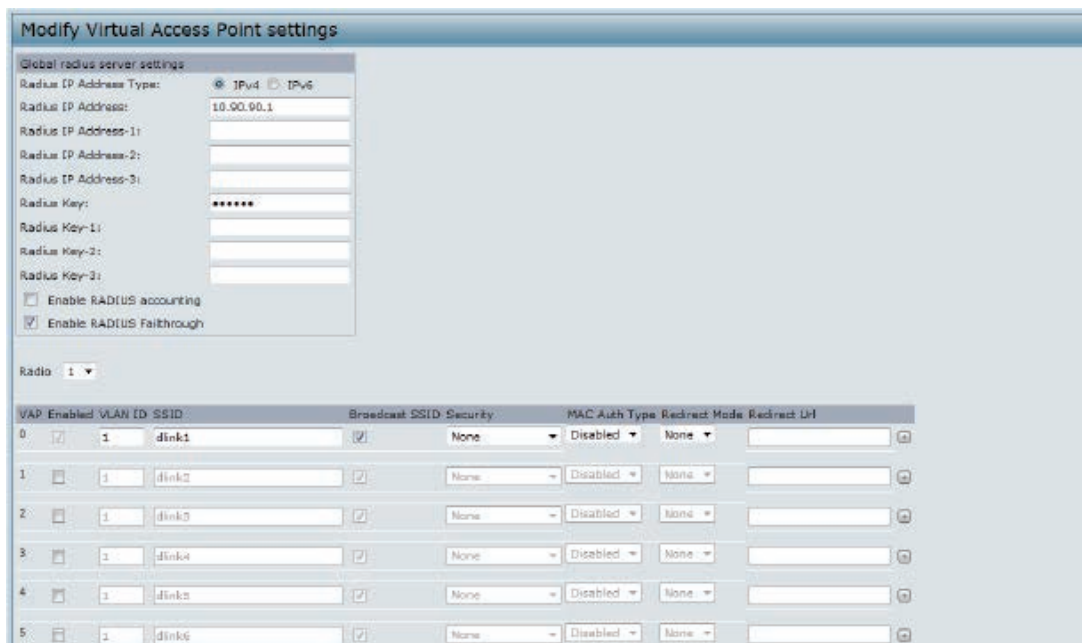 Modify Virtual Access Point settings
Global radius server settings
Radius IP Address Type: IPv4 IPv6
Radius IP Address: 10.90.90.1
Radius IP Address-1:
Radius IP Address-2:
Radius IP Address-3:
Radius Key: ••••••
Radius Key-1:
Radius Key-2:
Radius Key-3:
Enable RADIUS accounting
Enable RADIUS Failthrough
Radio 1
VAP Enabled VLAN ID SSID Broadcast SSID Security MAC Auth Type Redirect Mode Redirect Url
0 1 dlink1 None Disabled None
1 1 dlink2 None Disabled None
2 1 dlink3 None Disabled None
3 1 dlink4 None Disabled None
4 1 dlink5 None Disabled None
5 1 dlink6 None Disabled None